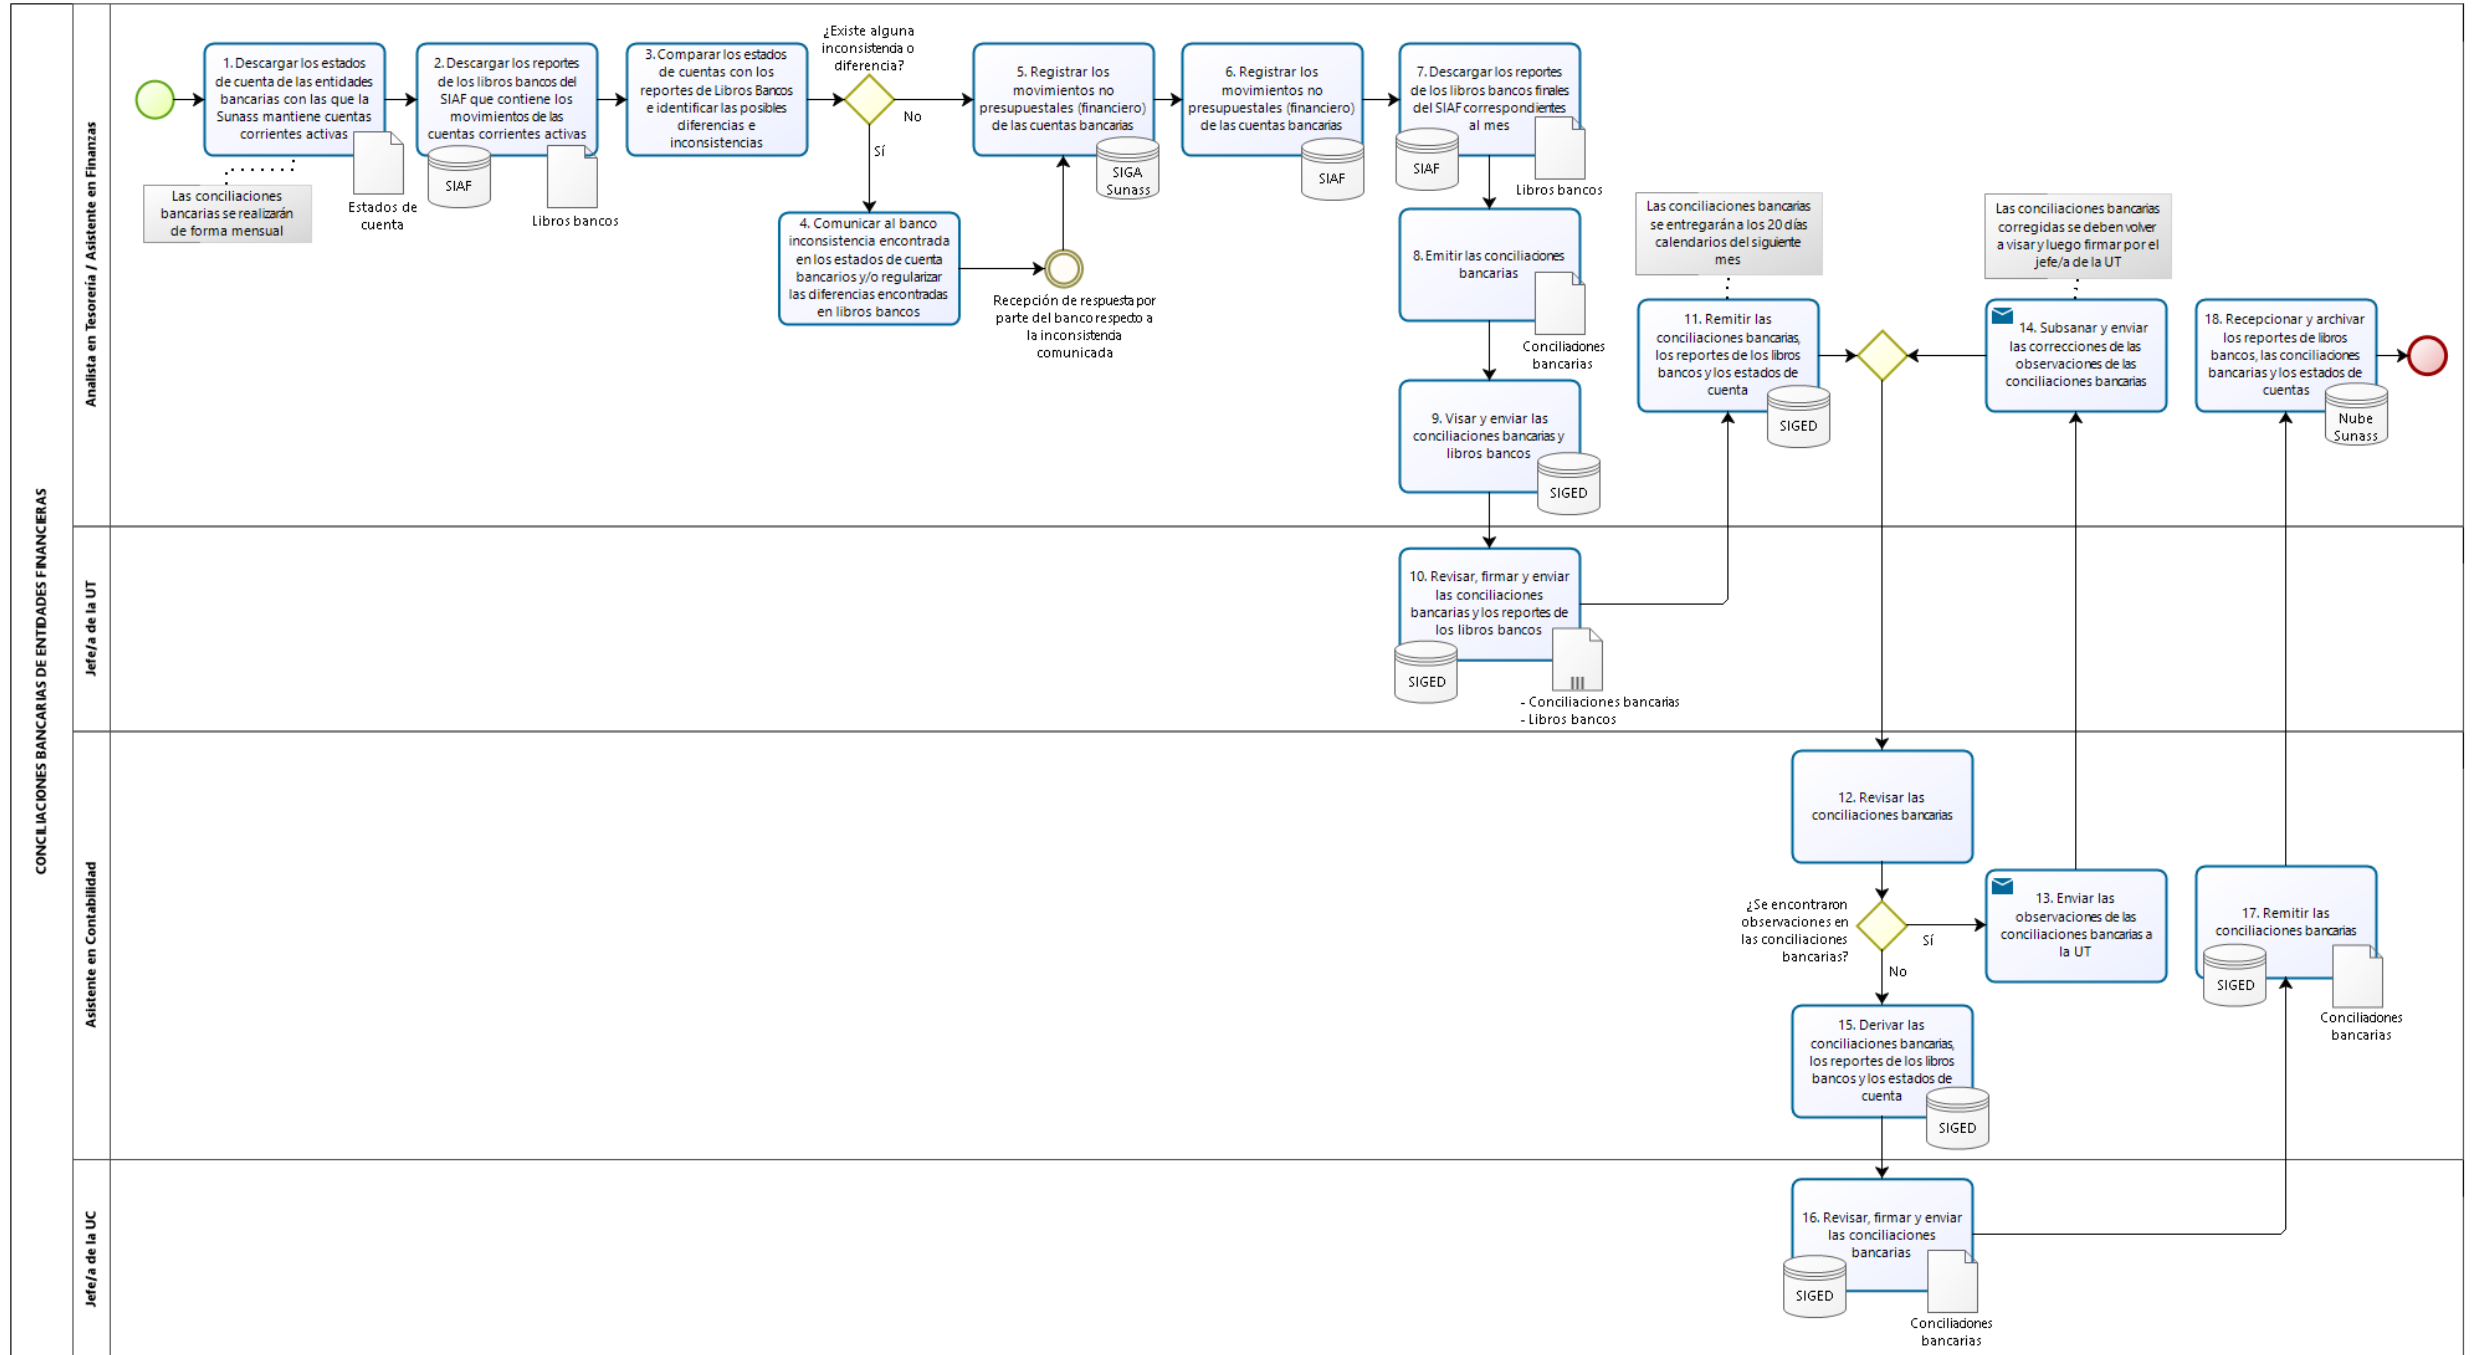 CONCILIACIONES BANCARIAS DE ENTIDADES FINANCIERAS
Analista en Tesorería / Asistente en Finanzas
1. Descargar los estados
de cuenta de las entidades
bancarias con las que la
Sunass mantiene cuentas
corrientes activas
Estados de
cuenta
Las conciliaciones
bancarias se realizarán
de forma mensual
2. Descargar los reportes
de los libros bancos del
SIAF que contiene los
movimientos de las
cuentas corrientes activas
SIAF
Libros bancos
3. Comparar los estados
de cuentas con los
reportes de Libros Bancos
e identificar las posibles
diferencias e
inconsistencias
¿Existe alguna
inconsistencia o
diferencia?
No
Sí
4. Comunicar al banco
inconsistencia encontrada
en los estados de cuenta
bancarios y/o regularizar
las diferencias encontradas
en libros bancos
Recepción de respuesta por
parte del banco respecto a
la inconsistencia
comunicada
5. Registrar los
movimientos no
presupuestales (financiero)
de las cuentas bancarias
SIGA
Sunass
6. Registrar los
movimientos no
presupuestales (financiero)
de las cuentas bancarias
SIAF
7. Descargar los reportes
de los libros bancos finales
del SIAF correspondientes
al mes
SIAF
Libros bancos
8. Emitir las conciliaciones
bancarias
Conciliaciones
bancarias
9. Visar y enviar las
conciliaciones bancarias y
libros bancos
SIGED
Las conciliaciones bancarias
se entregarán a los 20 días
calendarios del siguiente
mes
11. Remitir las
conciliaciones bancarias,
los reportes de los libros
bancos y los estados de
cuenta
SIGED
Las conciliaciones bancarias
corregidas se deben volver
a visar y luego firmar por el
jefe/a de la UT
14. Subsanar y enviar
las correcciones de las
observaciones de las
conciliaciones bancarias
18. Recepcionar y archivar
los reportes de libros
bancos, las conciliaciones
bancarias y los estados de
cuentas
Nube
Sunass
Jefe/a de la UT
10. Revisar, firmar y enviar
las conciliaciones
bancarias y los reportes de
los libros bancos
SIGED
- Conciliaciones bancarias
- Libros bancos
Asistente en Contabilidad
12. Revisar las
conciliaciones bancarias
¿Se encontraron
observaciones en
las conciliaciones
bancarias?
Sí
No
13. Enviar las
observaciones de las
conciliaciones bancarias a
la UT
17. Remitir las
conciliaciones bancarias
SIGED
Conciliaciones
bancarias
15. Derivar las
conciliaciones bancarias,
los reportes de los libros
bancos y los estados de
cuenta
SIGED
Jefe/a de la UC
16. Revisar, firmar y enviar
las conciliaciones
bancarias
SIGED
Conciliaciones
bancarias